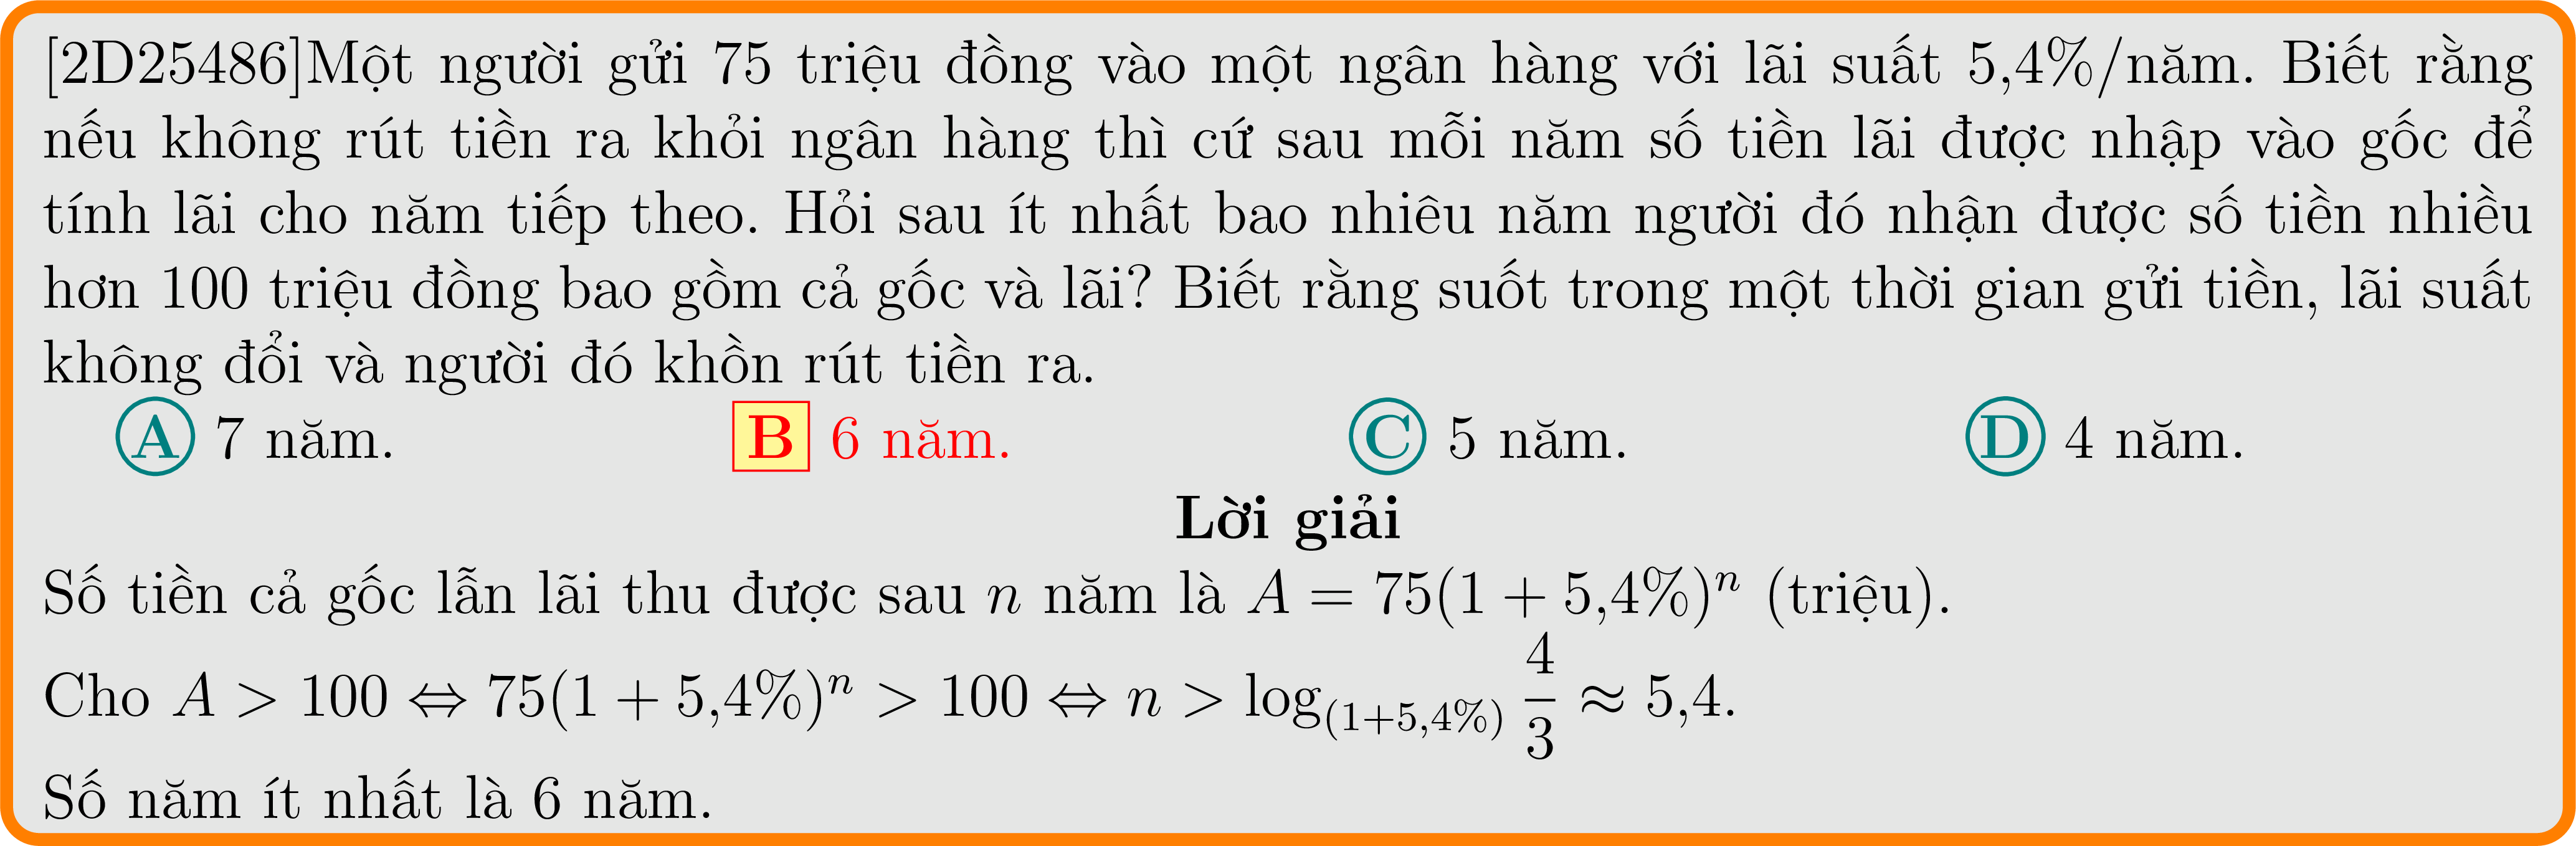 [2D25486]Một người gửi 75 triệu đồng vào một ngân hàng với lãi suất 5,4%/năm. Biết rằng
nếu không rút tiền ra khỏi ngân hàng thì cứ sau mỗi năm số tiền lãi được nhập vào gốc để
tính lãi cho năm tiếp theo. Hỏi sau ít nhất bao nhiêu năm người đó nhận được số tiền nhiều
hơn 100 triệu đồng bao gồm cả gốc và lãi? Biết rằng suốt trong một thời gian gửi tiền, lãi suất
không đổi và người đó khồn rút tiền ra.
A 7 năm. B 6 năm. C 5 năm. D 4 năm.
Lời giải
Số tiền cả gốc lẫn lãi thu được sau n năm là A = 75(1 + 5,4%)^n (triệu).
Cho A > 100 ⇔ 75(1 + 5,4%)^n > 100 ⇔ n > log_(1+5,4%) 4/3 ≈ 5,4.
Số năm ít nhất là 6 năm.